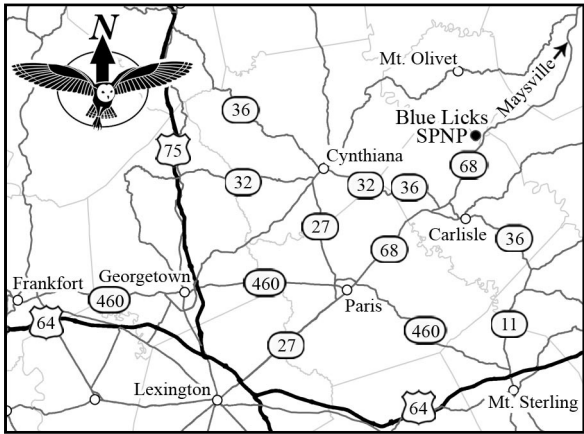 N
Mt. Olivet
Maysville
36
Blue Licks
SPNP
75
Cynthiana
68
32
32
36
27
Carlisle
36
68
Georgetown
Frankfort
460
460
Paris
64
27
460
11
Lexington
64
Mt. Sterling